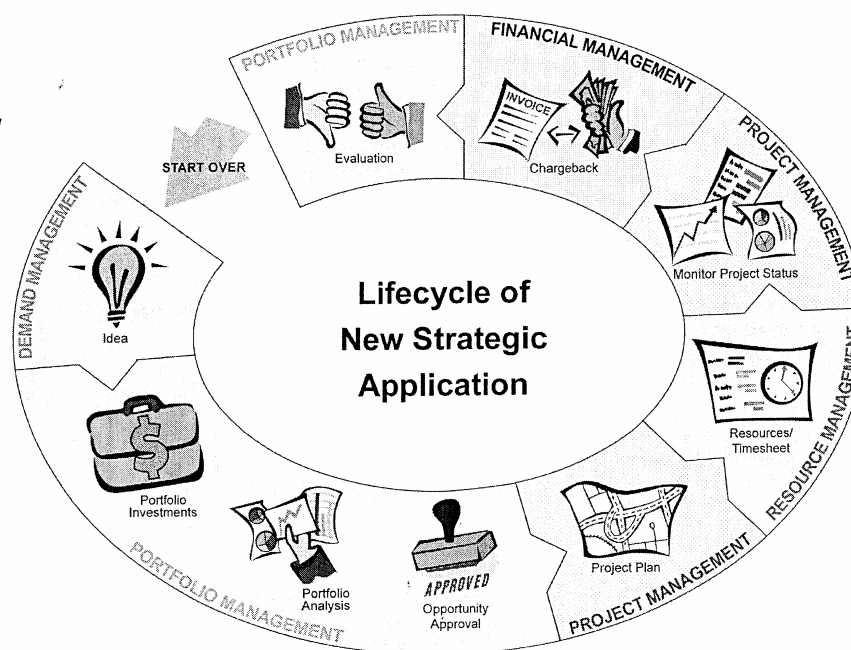 Lifecycle of
New Strategic
Application
START OVER
DEMAND MANAGEMENT
Idea
PORTFOLIO MANAGEMENT
Portfolio
Investments
Portfolio
Analysis
APPROVED
Opportunity
Approval
PROJECT MANAGEMENT
Project Plan
RESOURCE MANAGEMENT
Resources/
Timesheet
PROJECT MANAGEMENT
Monitor Project Status
FINANCIAL MANAGEMENT
INVOICE
Chargeback
PORTFOLIO MANAGEMENT
Evaluation